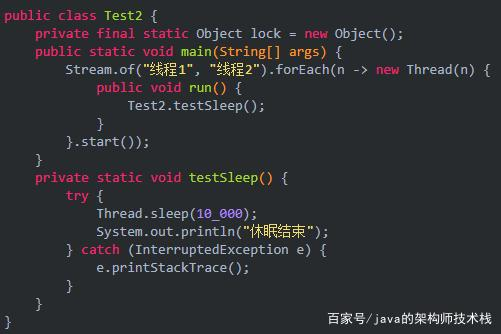 public class Test2 {
    private final static Object lock = new Object();
    public static void main(String[] args) {
        Stream.of("线程1", "线程2").forEach(n -> new Thread(n) {
            public void run() {
                Test2.testSleep();
            }
        }.start());
    }
    private static void testSleep() {
        try {
            Thread.sleep(10_000);
            System.out.println("休眠结束");
        } catch (InterruptedException e) {
            e.printStackTrace();
        }
    }
}
百家号/java的架构师技术栈